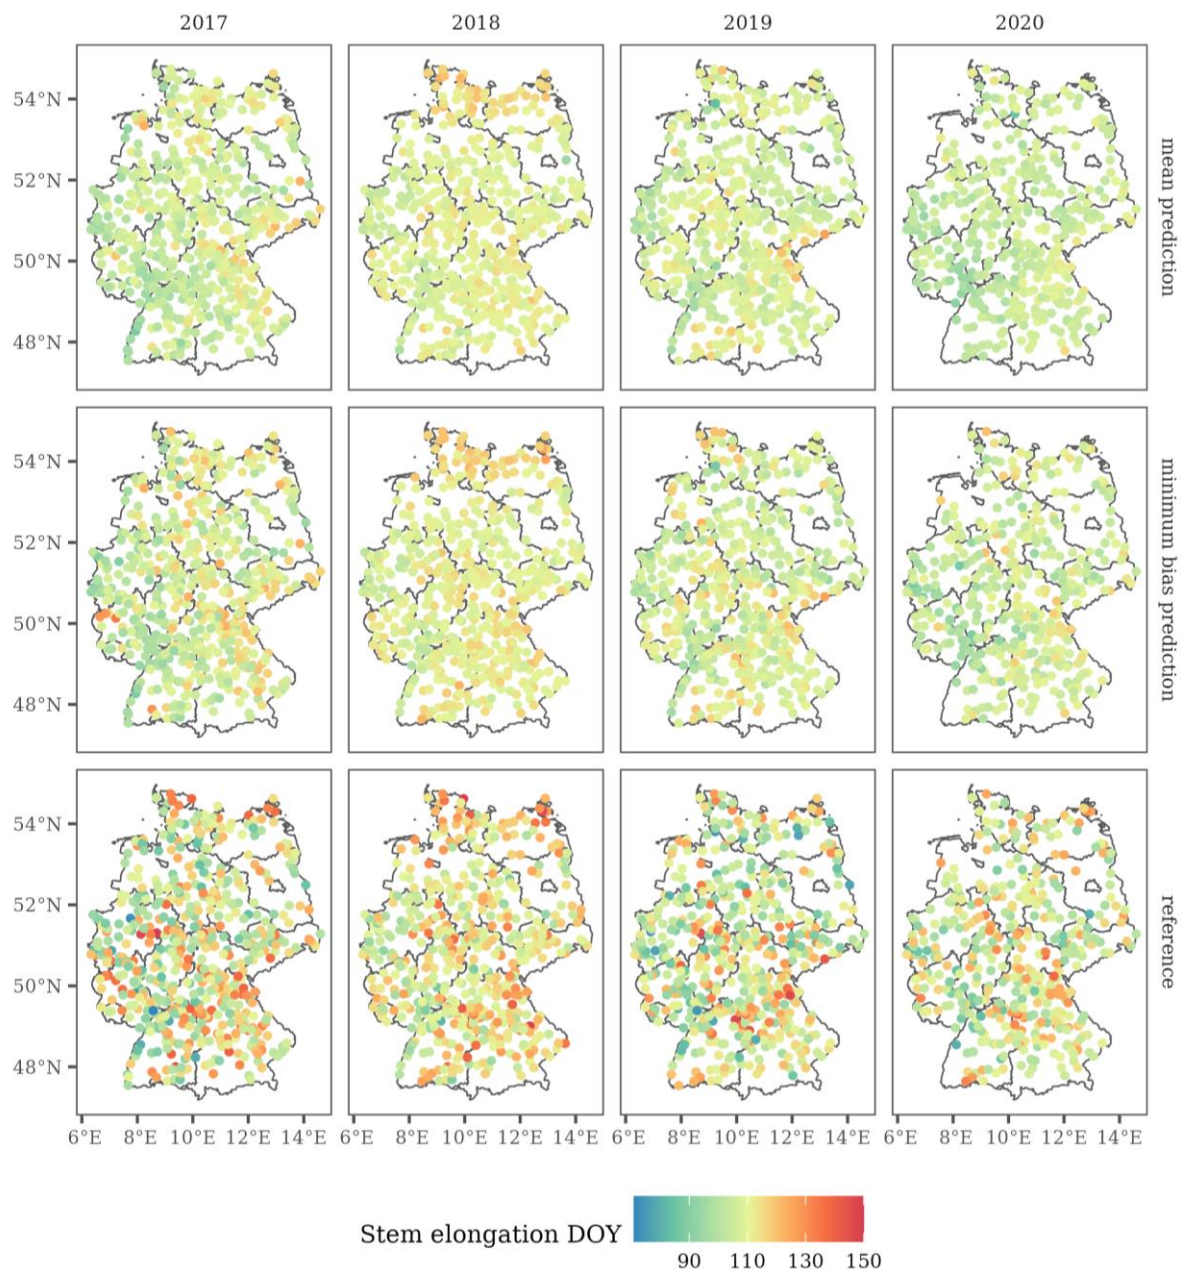 2017 2018 2019 2020
54°N
52°N
50°N
48°N
mean prediction
54°N
52°N
50°N
48°N
minimum bias prediction
54°N
52°N
50°N
48°N
reference
6°E 8°E 10°E 12°E 14°E 6°E 8°E 10°E 12°E 14°E 6°E 8°E 10°E 12°E 14°E 6°E 8°E 10°E 12°E 14°E
Stem elongation DOY
90 110 130 150